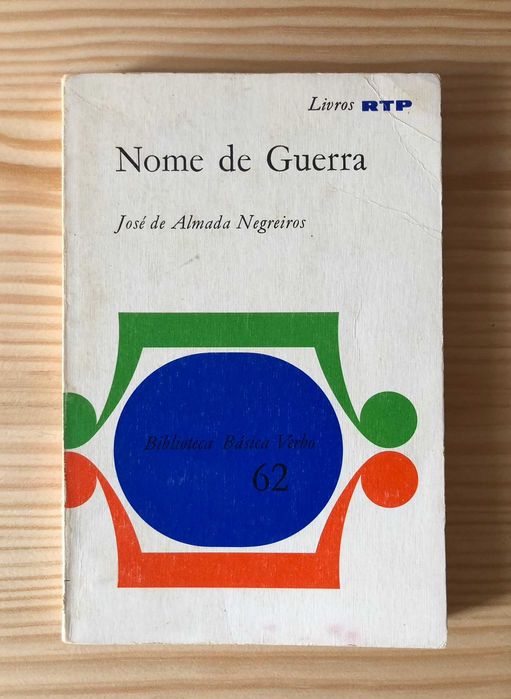 Livros RTP
Nome de Guerra
José de Almada Negreiros
Biblioteca Básica Verbo
62